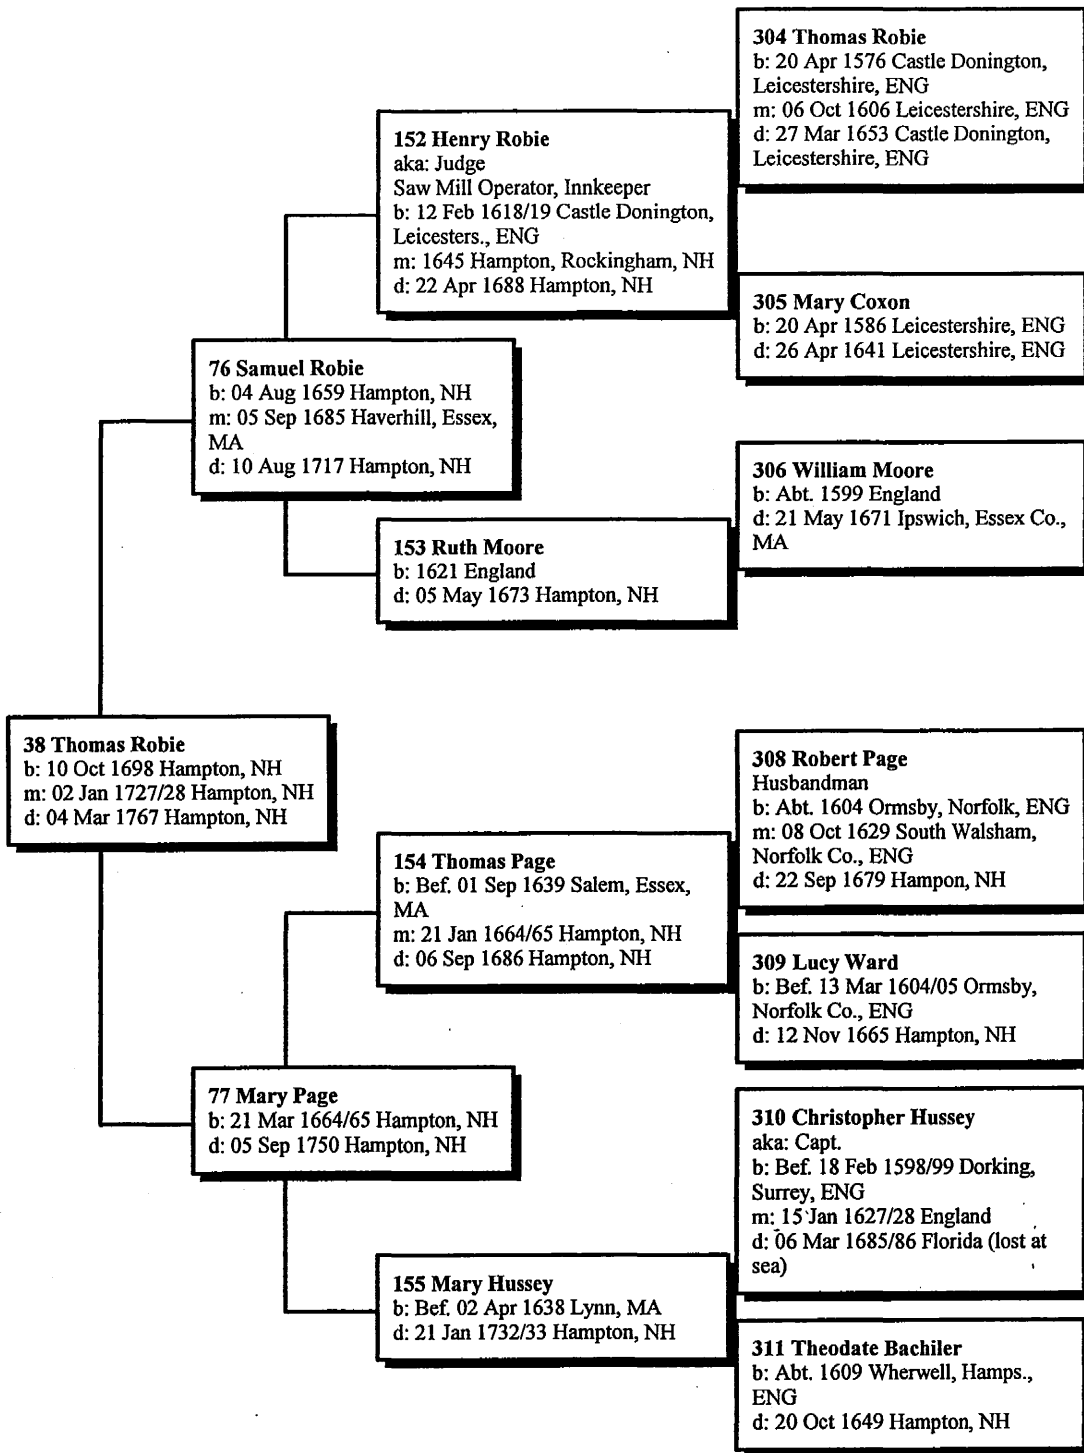 304 Thomas Robie
b: 20 Apr 1576 Castle Donington,
Leicestershire, ENG
m: 06 Oct 1606 Leicestershire, ENG
d: 27 Mar 1653 Castle Donington,
Leicestershire, ENG
152 Henry Robie
aka: Judge
Saw Mill Operator, Innkeeper
b: 12 Feb 1618/19 Castle Donington,
Leicesters., ENG
m: 1645 Hampton, Rockingham, NH
d: 22 Apr 1688 Hampton, NH
305 Mary Coxon
b: 20 Apr 1586 Leicestershire, ENG
d: 26 Apr 1641 Leicestershire, ENG
76 Samuel Robie
b: 04 Aug 1659 Hampton, NH
m: 05 Sep 1685 Haverhill, Essex,
MA
d: 10 Aug 1717 Hampton, NH
306 William Moore
b: Abt. 1599 England
d: 21 May 1671 Ipswich, Essex Co.,
MA
153 Ruth Moore
b: 1621 England
d: 05 May 1673 Hampton, NH
38 Thomas Robie
b: 10 Oct 1698 Hampton, NH
m: 02 Jan 1727/28 Hampton, NH
d: 04 Mar 1767 Hampton, NH
308 Robert Page
Husbandman
b: Abt. 1604 Ormsby, Norfolk, ENG
m: 08 Oct 1629 South Walsham,
Norfolk Co., ENG
d: 22 Sep 1679 Hampon, NH
154 Thomas Page
b: Bef. 01 Sep 1639 Salem, Essex,
MA
m: 21 Jan 1664/65 Hampton, NH
d: 06 Sep 1686 Hampton, NH
309 Lucy Ward
b: Bef. 13 Mar 1604/05 Ormsby,
Norfolk Co., ENG
d: 12 Nov 1665 Hampton, NH
77 Mary Page
b: 21 Mar 1664/65 Hampton, NH
d: 05 Sep 1750 Hampton, NH
310 Christopher Hussey
aka: Capt.
b: Bef. 18 Feb 1598/99 Dorking,
Surrey, ENG
m: 15 Jan 1627/28 England
d: 06 Mar 1685/86 Florida (lost at
sea)
155 Mary Hussey
b: Bef. 02 Apr 1638 Lynn, MA
d: 21 Jan 1732/33 Hampton, NH
311 Theodate Bachiler
b: Abt. 1609 Wherwell, Hamps.,
ENG
d: 20 Oct 1649 Hampton, NH